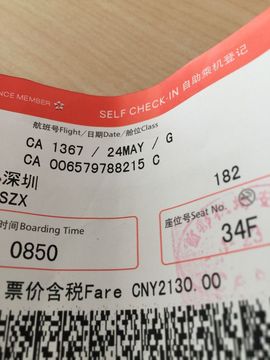 NCE MEMBER
SELF CHECK-IN 自助乘机登记
航班号Flight/日期Date/舱位Class
CA 1367 / 24MAY / G
CA 006579788215 C
深圳
SZX
182
时间Boarding Time
座位号Seat No.
0850
34F
票价含税Fare CNY2130.00